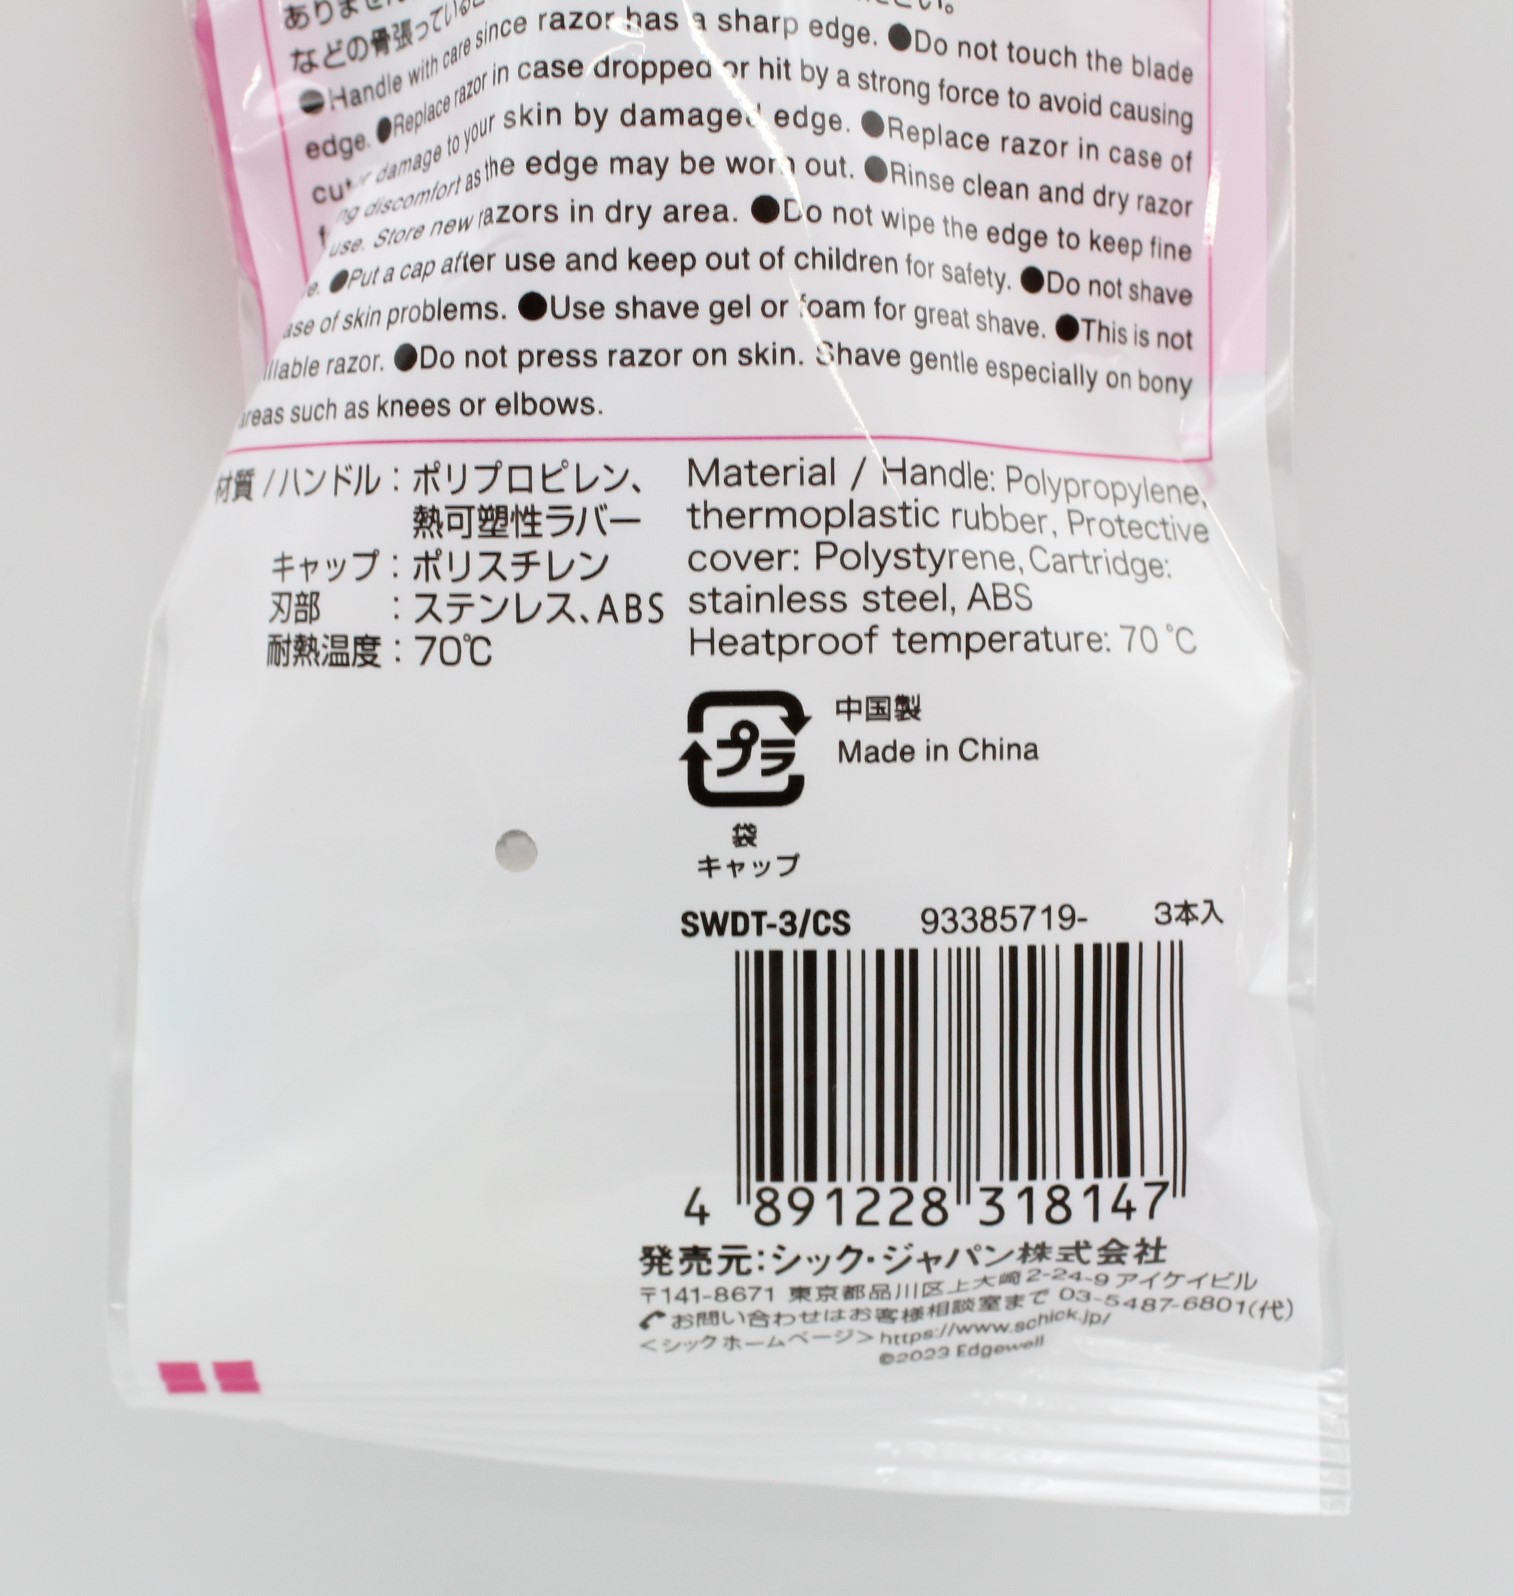 ありません
などの骨張っている
●Handle with care since razor has a sharp edge. ●Do not touch the blade
edge. ●Replace razor in case dropped or hit by a strong force to avoid causing
damage to your skin by damaged edge. ●Replace razor in case of
discomfort as the edge may be worn out. ●Rinse clean and dry razor
use. Store new razors in dry area. ●Do not wipe the edge to keep fine
●Put a cap after use and keep out of children for safety. ●Do not shave
of skin problems. ●Use shave gel or foam for great shave. ●This is not
razor. ●Do not press razor on skin. Shave gentle especially on bony
areas such as knees or elbows.
材質 / ハンドル : ポリプロピレン、
熱可塑性ラバー
キャップ : ポリスチレン
刃部 : ステンレス、ABS
耐熱温度 : 70℃
Material / Handle: Polypropylene,
thermoplastic rubber, Protective
cover: Polystyrene, Cartridge:
stainless steel, ABS
Heatproof temperature: 70℃
プラ
中国製
Made in China
袋
キャップ
SWDT-3/CS 93385719- 3本入
4 891228 318147
発売元:シック・ジャパン株式会社
〒141-8671 東京都品川区上大崎2-24-9 アイケイビル
お問い合わせはお客様相談室まで 03-5487-6801(代)
<シックホームページ> https://www.schick.jp/
©2023 Edgewell